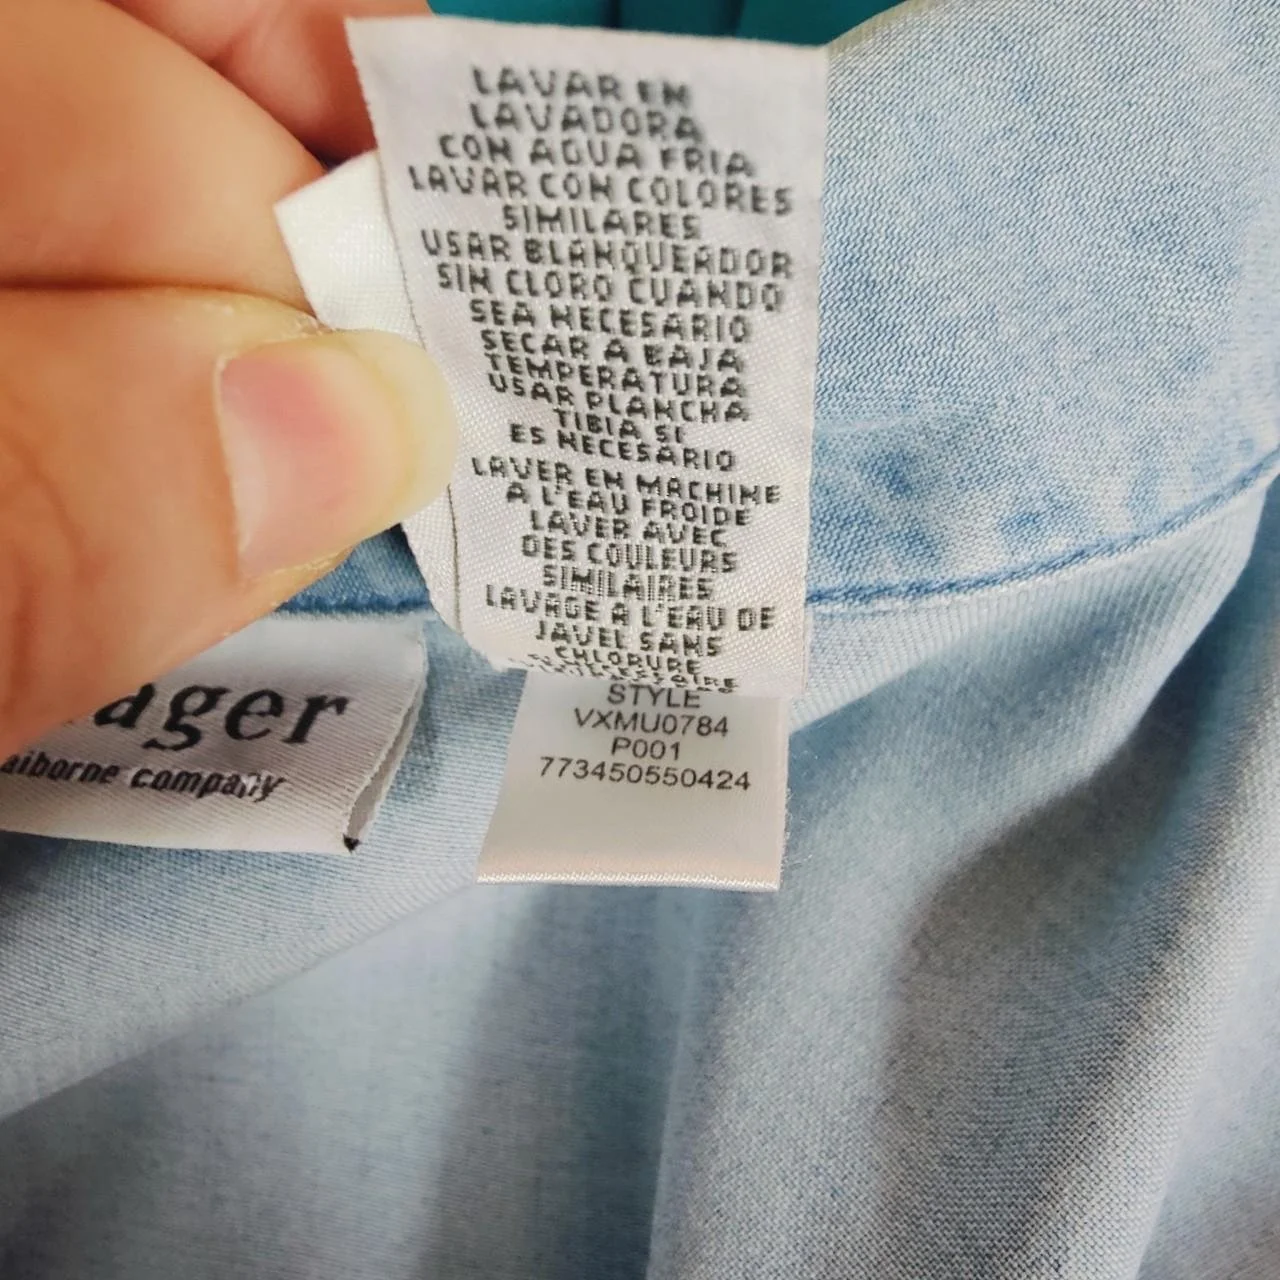 LAVAR EN
LAVADORA
CON AGUA FRIA
LAVAR CON COLORES
SIMILARES
USAR BLANQUEADOR
SIN CLORO CUANDO
SEA NECESARIO
SECAR A BAJA
TEMPERATURA
USAR PLANCHA
TIBIA SI
ES NECESARIO
LAVER EN MACHINE
A L'EAU FROIDE
LAVER AVEC
DES COULEURS
SIMILAIRES
LAVAGE A L'EAU DE
JAVEL SANS
CHLORURE
STYLE
VXMU0784
P001
773450550424
ager
aiborne company